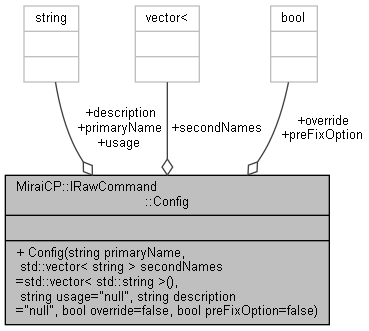 string
vector<
bool
+description
+primaryName
+usage
+secondNames
+override
+preFixOption
MiraiCP::IRawCommand
::Config
+ Config(string primaryName,
std::vector< string > secondNames
=std::vector< std::string >(),
string usage="null", string description
="null", bool override=false, bool preFixOption=false)